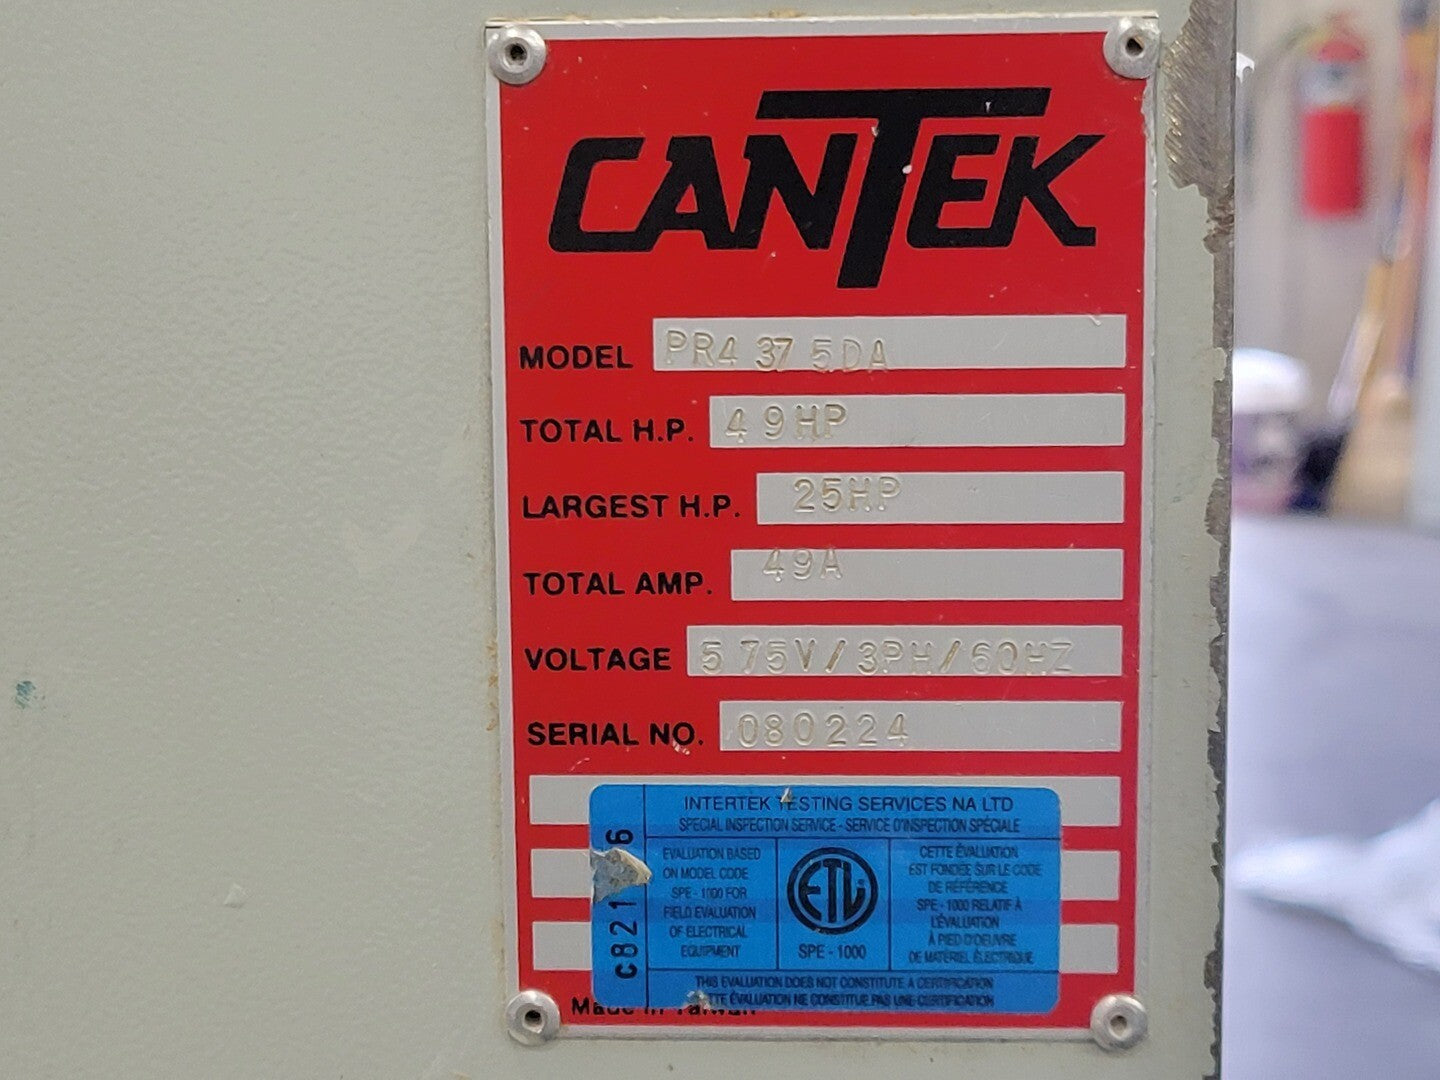 CANTEK
MODEL PR4 37 5DA
TOTAL H.P. 49HP
LARGEST H.P. 25HP
TOTAL AMP. 49A
VOLTAGE 575V/3PH/60HZ
SERIAL NO. 080224
INTERTEK TESTING SERVICES NA LTD
SPECIAL INSPECTION SERVICE - SERVICE D'INSPECTION SPÉCIALE
EVALUATION BASED
ON MODEL CODE
SPE - 1000 FOR
FIELD EVALUATION
OF ELECTRICAL
EQUIPMENT
ETL
SPE - 1000
CETTE ÉVALUATION
EST FONDÉE SUR LE CODE
DE RÉFÉRENCE
SPE - 1000 RELATIF À
L'ÉVALUATION
À PIED D'OEUVRE
DE MATÉRIEL ÉLECTRIQUE
THIS EVALUATION DOES NOT CONSTITUTE A CERTIFICATION
ÉVALUATION NE CONSTITUE PAS UNE CERTIFICATION
Made in Taiwan